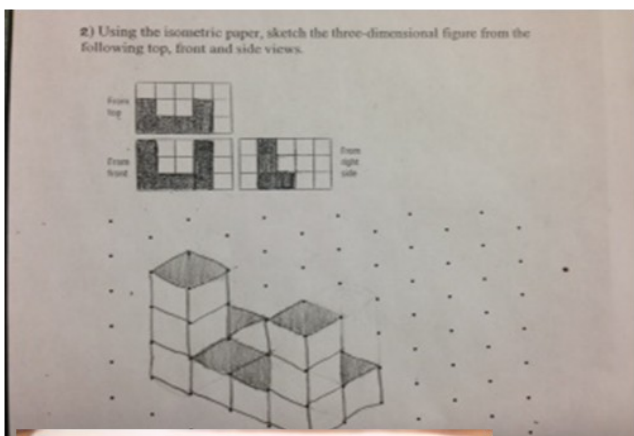 2) Using the isometric paper, sketch the three-dimensional figure from the
following top, front and side views.
From
top
From
front
From
right
side